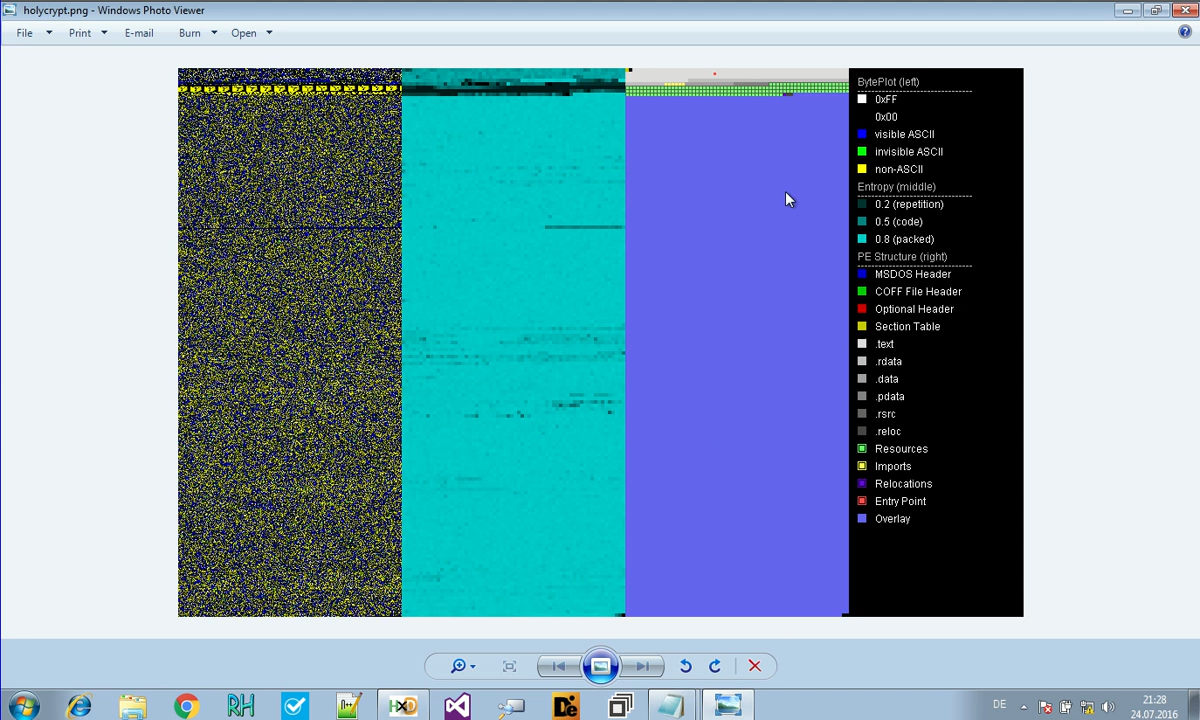 holycrypt.png - Windows Photo Viewer
File Print E-mail Burn Open
BytePlot (left)
0xFF
0x00
visible ASCII
invisible ASCII
non-ASCII
Entropy (middle)
0.2 (repetition)
0.5 (code)
0.8 (packed)
PE Structure (right)
MSDOS Header
COFF File Header
Optional Header
Section Table
.text
.rdata
.data
.pdata
.rsrc
.reloc
Resources
Imports
Relocations
Entry Point
Overlay
RH HXD De DE 21:28
24.07.2016